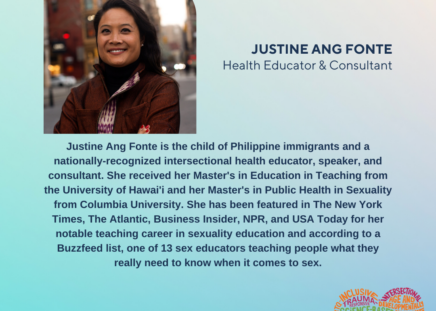 JUSTINE ANG FONTE
Health Educator & Consultant
Justine Ang Fonte is the child of Philippine immigrants and a
nationally-recognized intersectional health educator, speaker, and
consultant. She received her Master's in Education in Teaching from
the University of Hawai'i and her Master's in Public Health in Sexuality
from Columbia University. She has been featured in The New York
Times, The Atlantic, Business Insider, NPR, and USA Today for her
notable teaching career in sexuality education and according to a
Buzzfeed list, one of 13 sex educators teaching people what they
really need to know when it comes to sex.
INCLUSIVE
INTERSECTIONAL
TRAUMA-